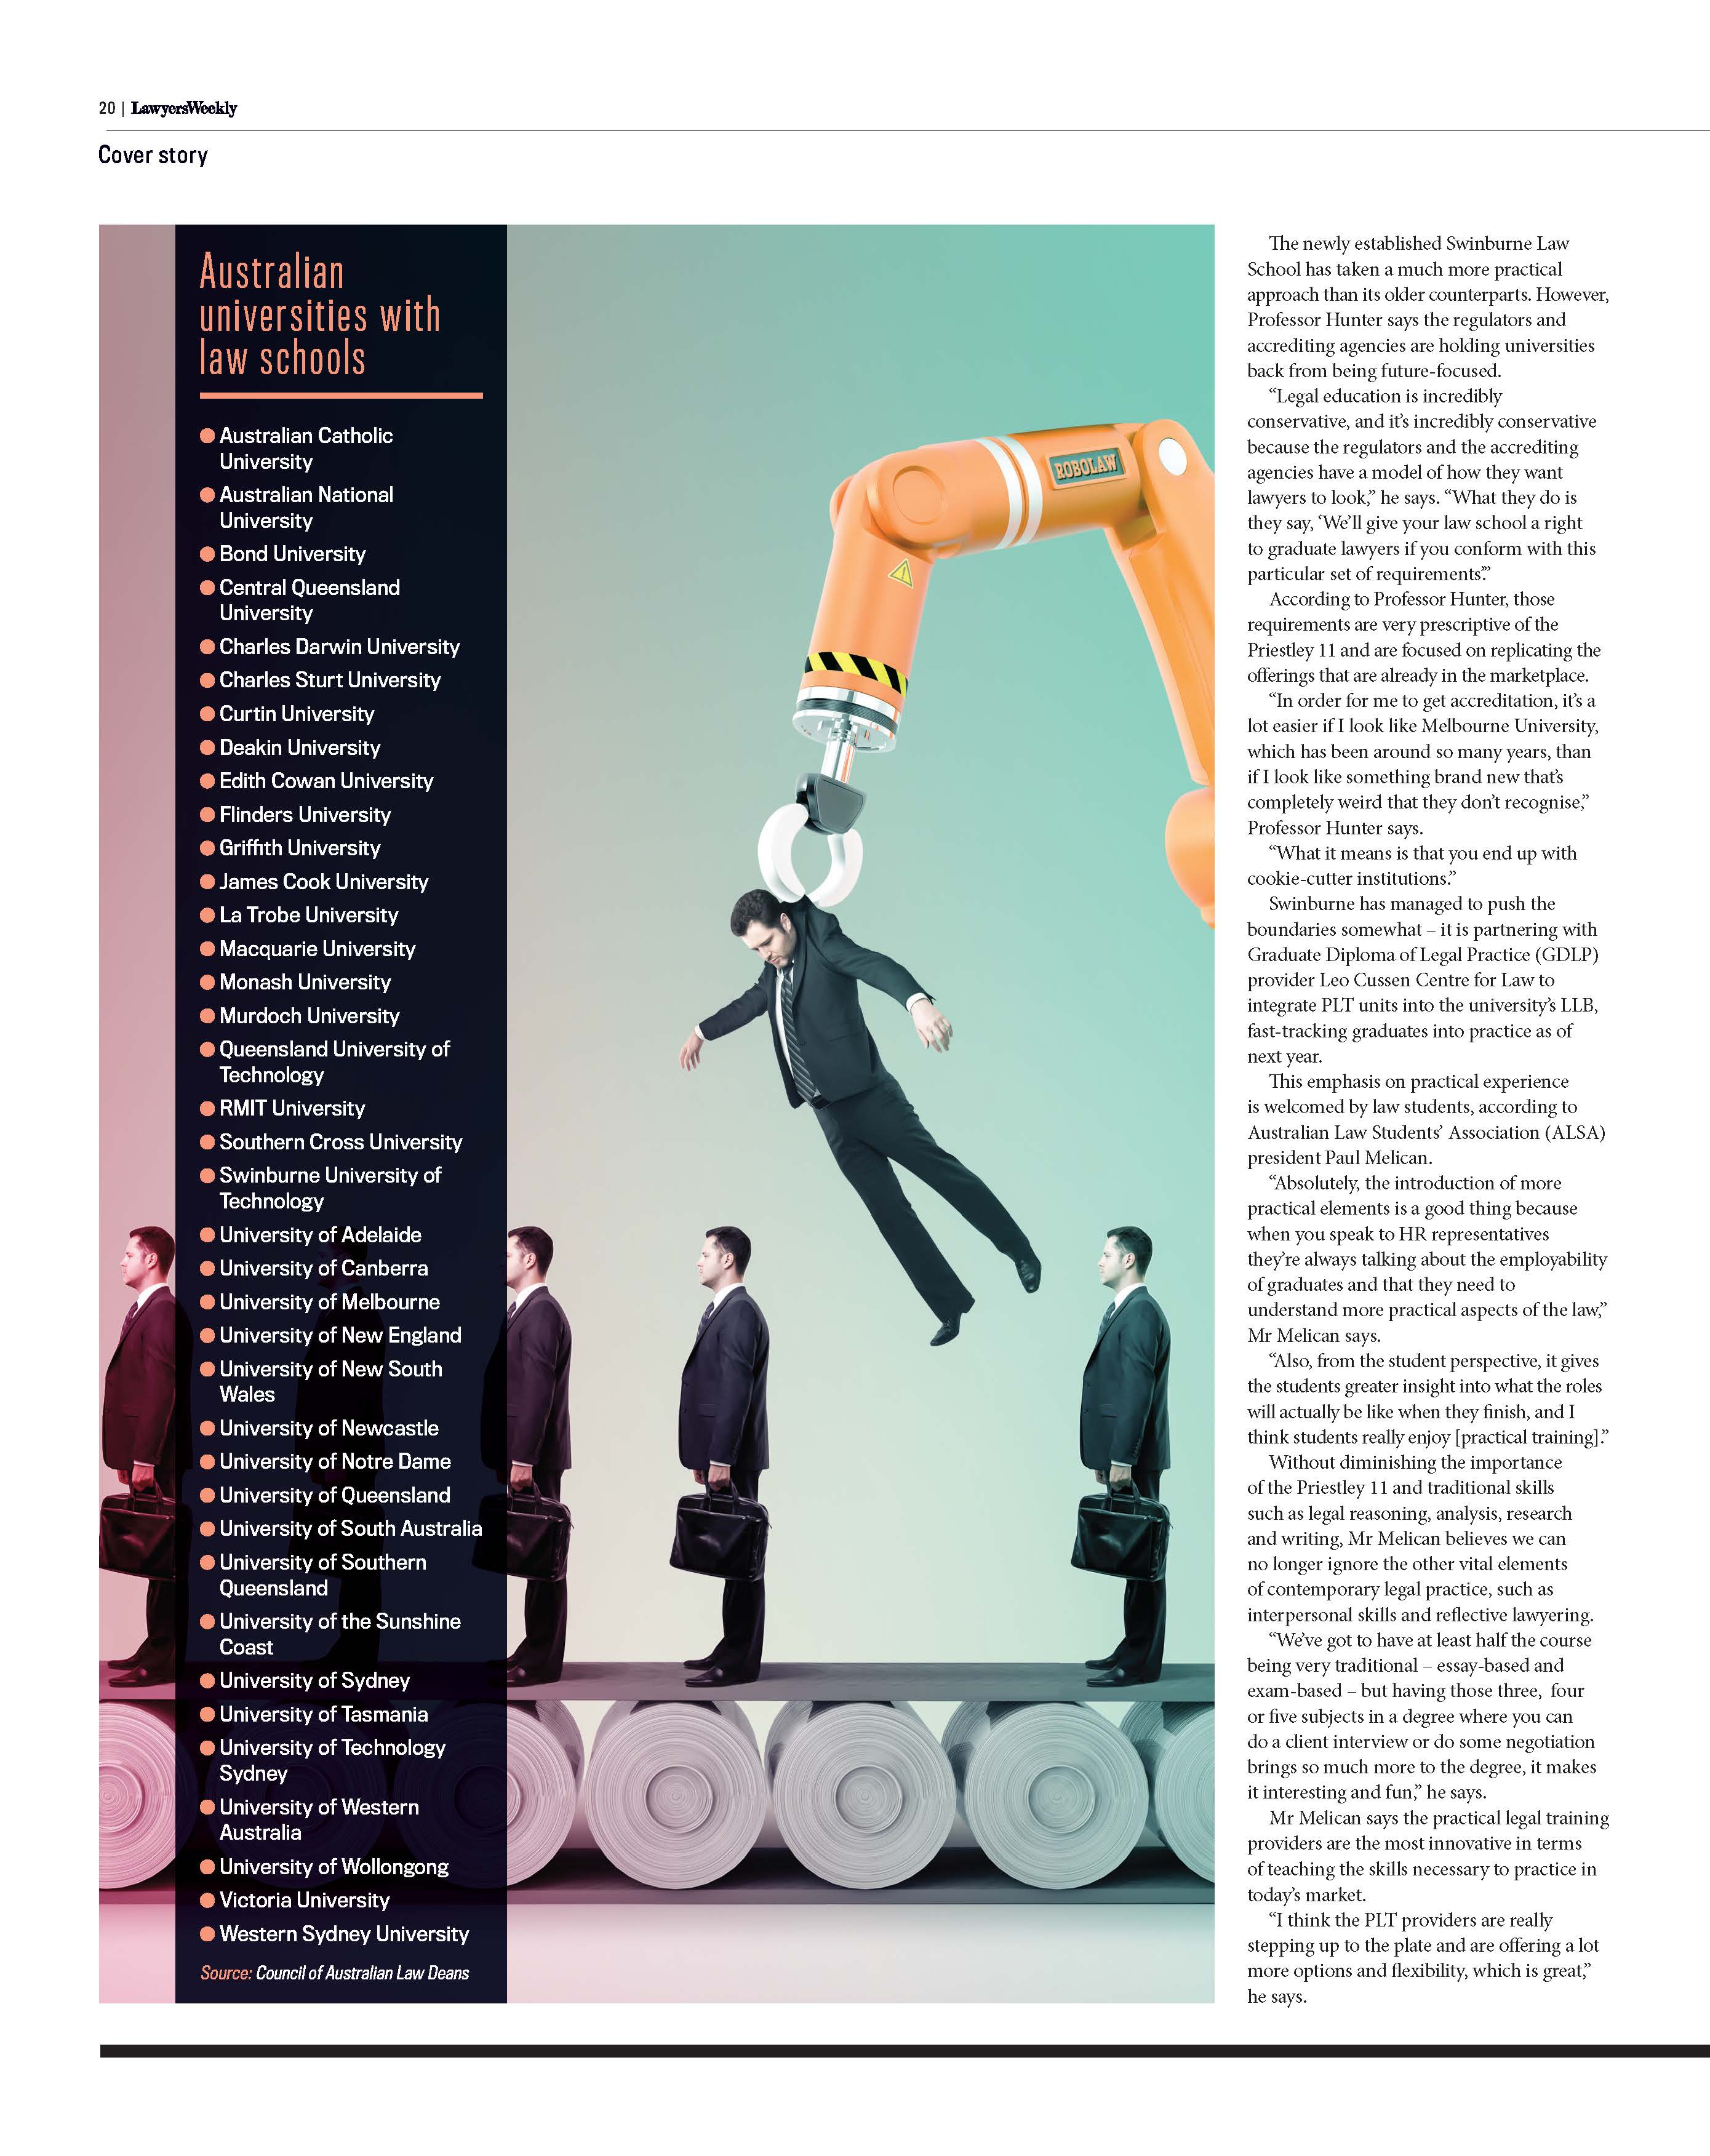 20 | LawyersWeekly
Cover story
Australian
universities with
law schools
Australian Catholic
University
Australian National
University
Bond University
Central Queensland
University
Charles Darwin University
Charles Sturt University
Curtin University
Deakin University
Edith Cowan University
Flinders University
Griffith University
James Cook University
La Trobe University
Macquarie University
Monash University
Murdoch University
Queensland University of
Technology
RMIT University
Southern Cross University
Swinburne University of
Technology
University of Adelaide
University of Canberra
University of Melbourne
University of New England
University of New South
Wales
University of Newcastle
University of Notre Dame
University of Queensland
University of South Australia
University of Southern
Queensland
University of the Sunshine
Coast
University of Sydney
University of Tasmania
University of Technology
Sydney
University of Western
Australia
University of Wollongong
Victoria University
Western Sydney University
Source: Council of Australian Law Deans
ROBOLAW
The newly established Swinburne Law
School has taken a much more practical
approach than its older counterparts. However,
Professor Hunter says the regulators and
accrediting agencies are holding universities
back from being future-focused.
“Legal education is incredibly
conservative, and it’s incredibly conservative
because the regulators and the accrediting
agencies have a model of how they want
lawyers to look,” he says. “What they do is
they say, ‘We’ll give your law school a right
to graduate lawyers if you conform with this
particular set of requirements’.”
According to Professor Hunter, those
requirements are very prescriptive of the
Priestley 11 and are focused on replicating the
offerings that are already in the marketplace.
“In order for me to get accreditation, it’s a
lot easier if I look like Melbourne University,
which has been around so many years, than
if I look like something brand new that’s
completely weird that they don’t recognise,”
Professor Hunter says.
“What it means is that you end up with
cookie-cutter institutions.”
Swinburne has managed to push the
boundaries somewhat – it is partnering with
Graduate Diploma of Legal Practice (GDLP)
provider Leo Cussen Centre for Law to
integrate PLT units into the university’s LLB,
fast-tracking graduates into practice as of
next year.
This emphasis on practical experience
is welcomed by law students, according to
Australian Law Students’ Association (ALSA)
president Paul Melican.
“Absolutely, the introduction of more
practical elements is a good thing because
when you speak to HR representatives
they’re always talking about the employability
of graduates and that they need to
understand more practical aspects of the law,”
Mr Melican says.
“Also, from the student perspective, it gives
the students greater insight into what the roles
will actually be like when they finish, and I
think students really enjoy [practical training].”
Without diminishing the importance
of the Priestley 11 and traditional skills
such as legal reasoning, analysis, research
and writing, Mr Melican believes we can
no longer ignore the other vital elements
of contemporary legal practice, such as
interpersonal skills and reflective lawyering.
“We’ve got to have at least half the course
being very traditional – essay-based and
exam-based – but having those three, four
or five subjects in a degree where you can
do a client interview or do some negotiation
brings so much more to the degree, it makes
it interesting and fun,” he says.
Mr Melican says the practical legal training
providers are the most innovative in terms
of teaching the skills necessary to practice in
today’s market.
“I think the PLT providers are really
stepping up to the plate and are offering a lot
more options and flexibility, which is great,”
he says.